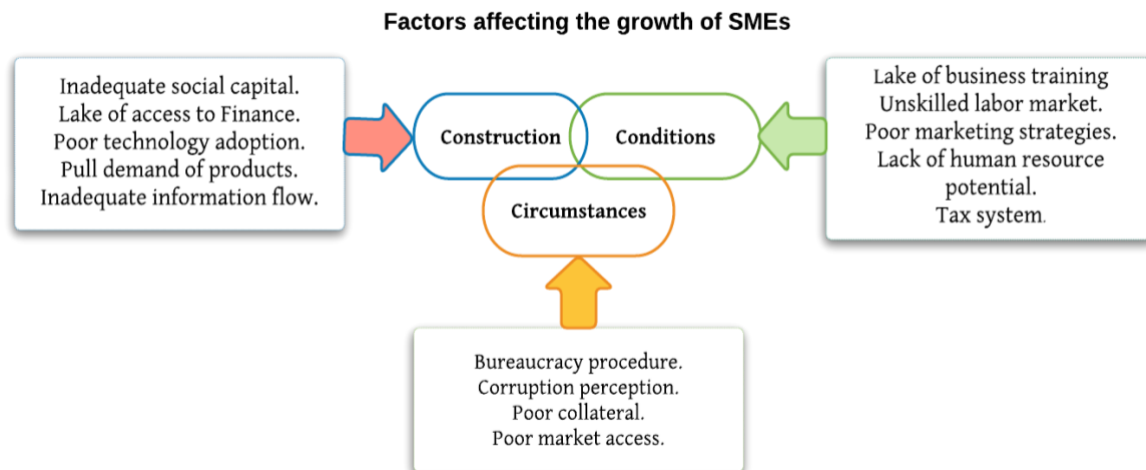 Factors affecting the growth of SMEs
Inadequate social capital.
Lake of access to Finance.
Poor technology adoption.
Pull demand of products.
Inadequate information flow.
Construction
Conditions
Circumstances
Lake of business training
Unskilled labor market.
Poor marketing strategies.
Lack of human resource
potential.
Tax system.
Bureaucracy procedure.
Corruption perception.
Poor collateral.
Poor market access.